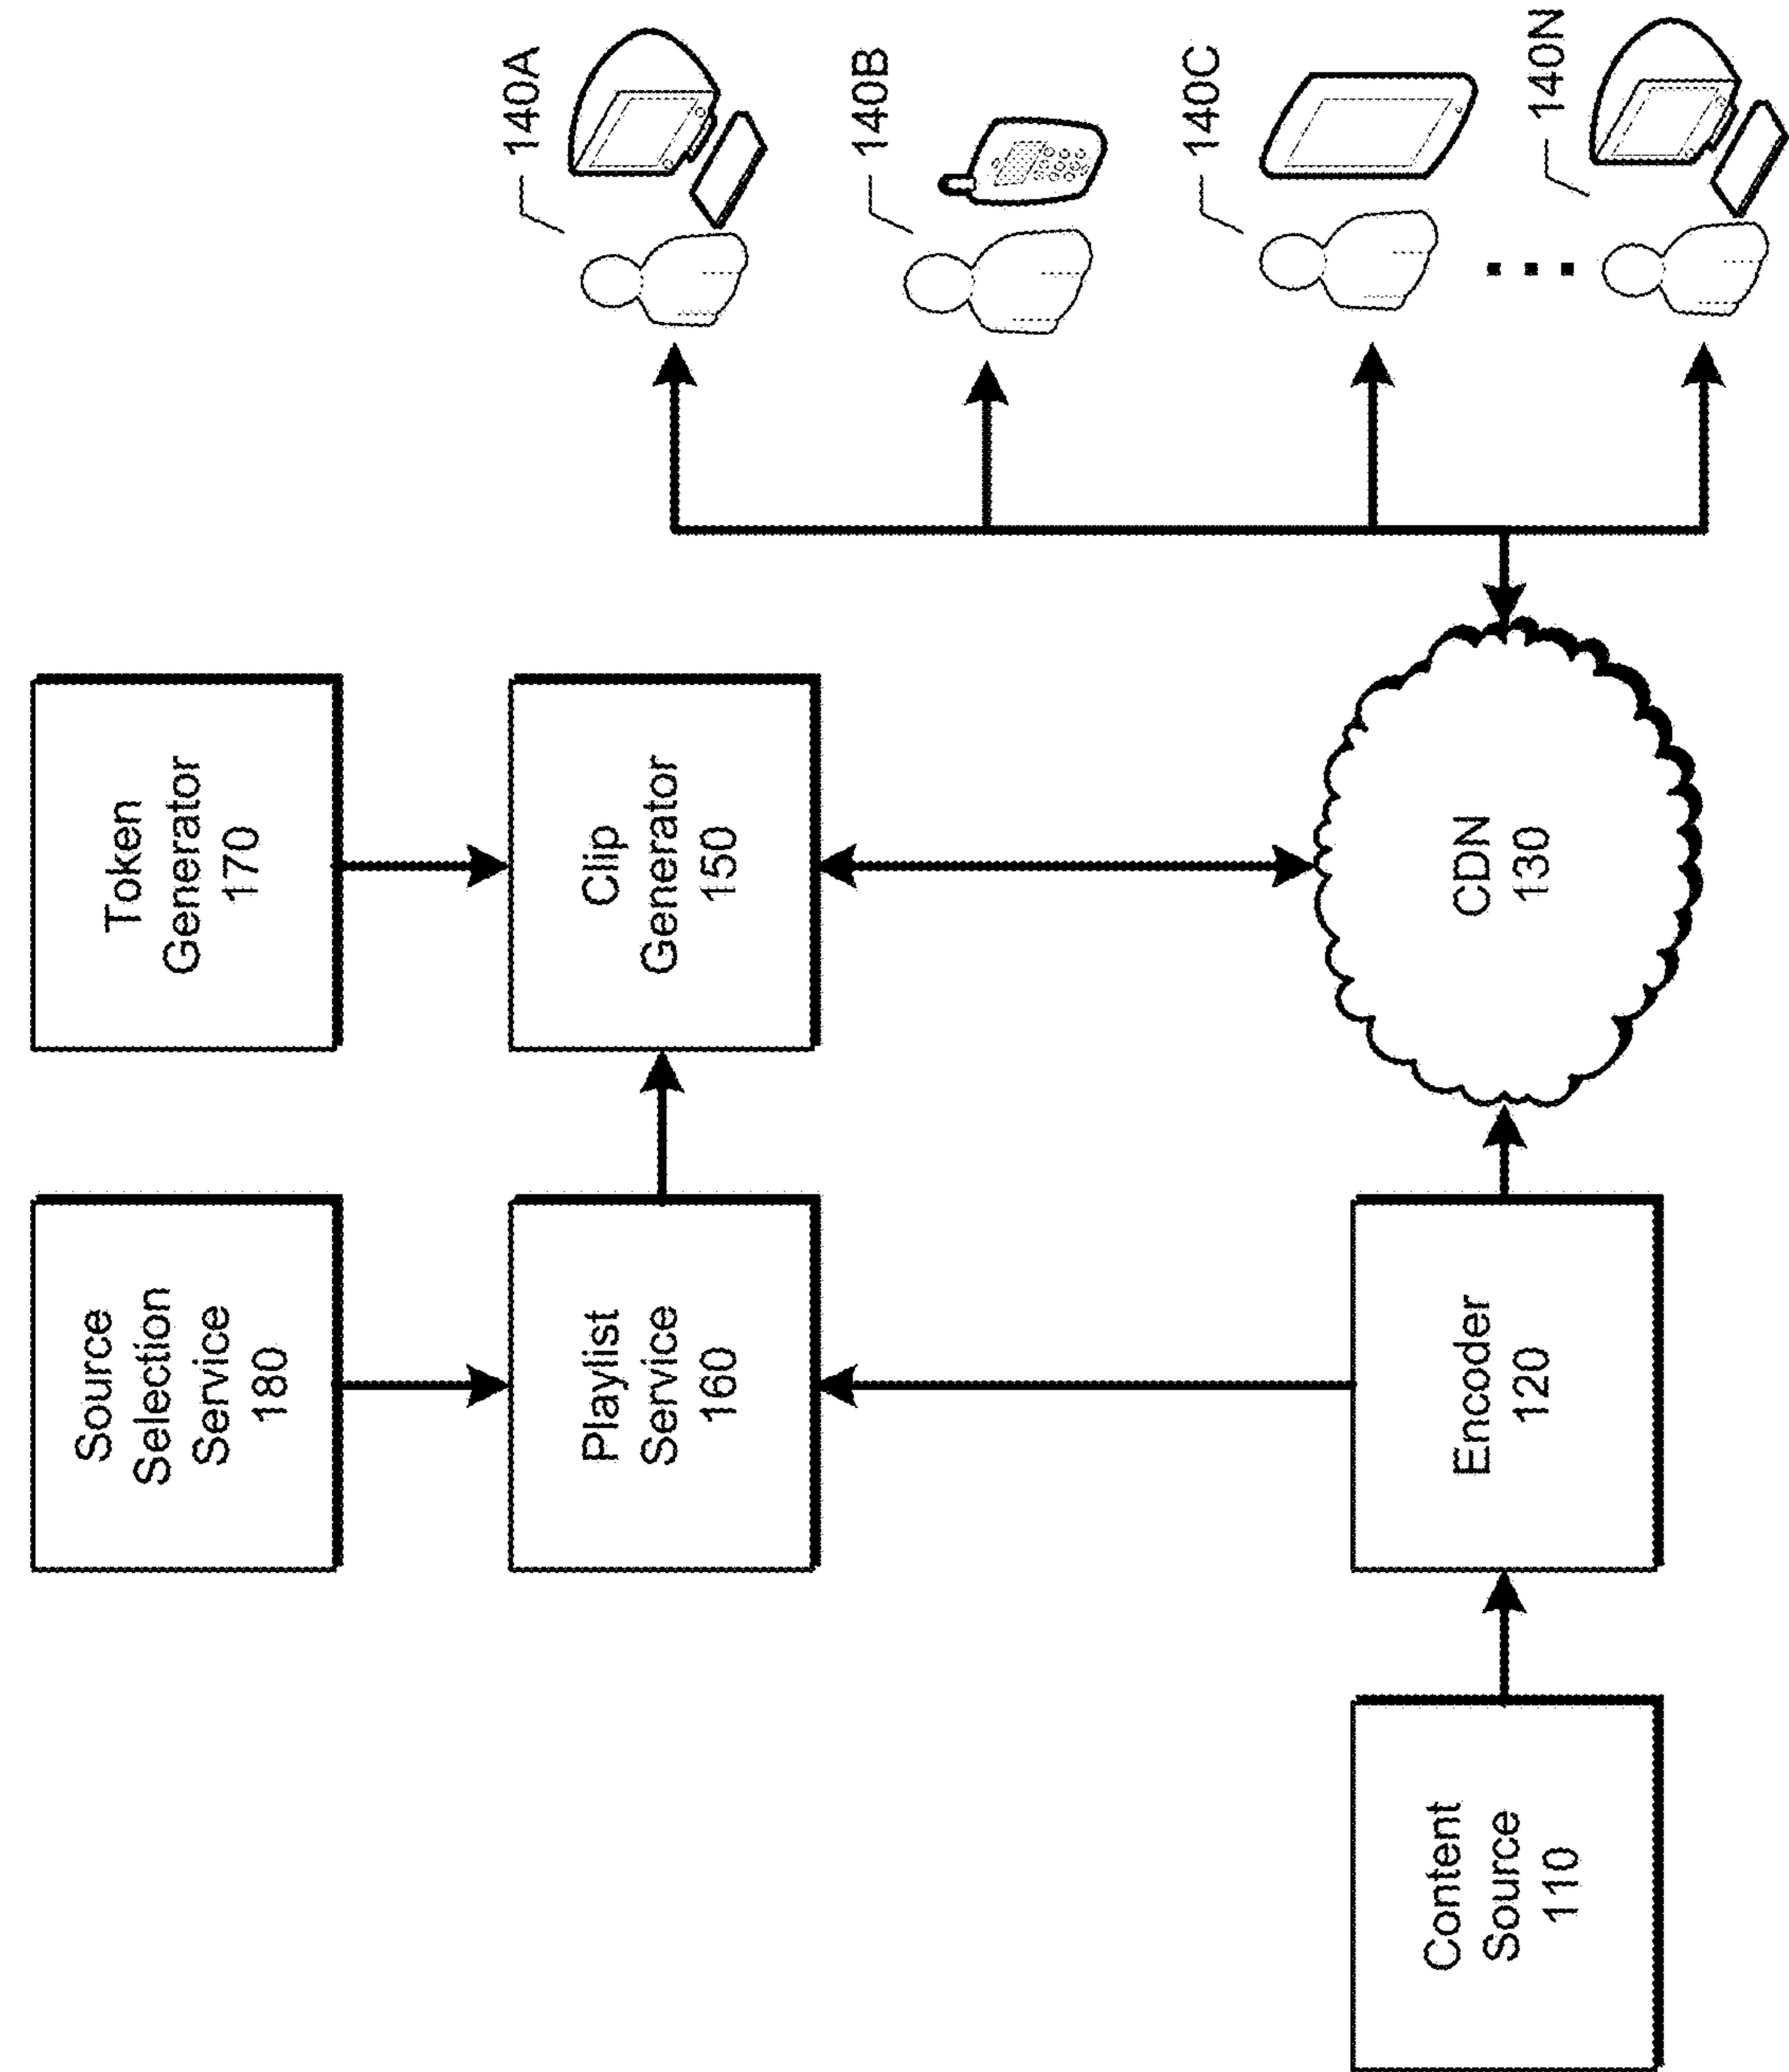 Source
Selection
Service
180
Token
Generator
170
Playlist
Service
160
Clip
Generator
150
140A
140B
140C
140N
Content
Source
110
Encoder
120
CDN
130